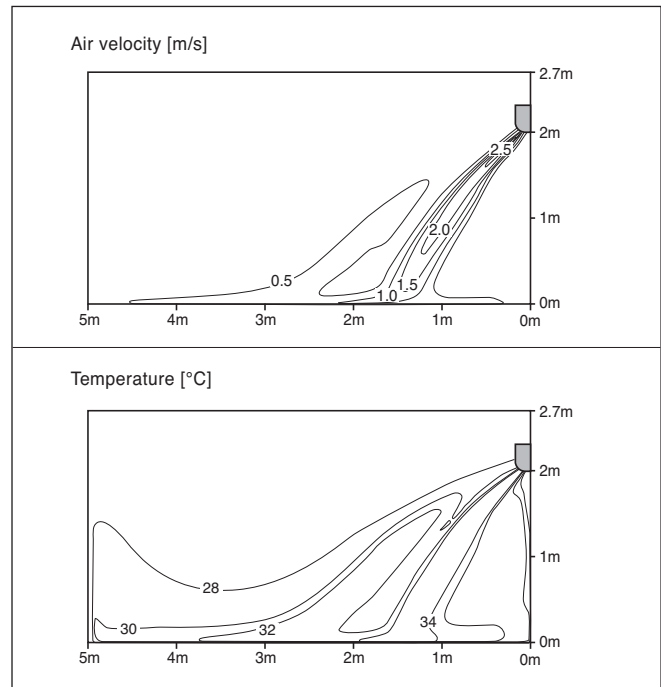 Air velocity [m/s]
2.7m
2m
2.5
1m
2.0
0.5
1.5
1.0
0m
5m 4m 3m 2m 1m 0m
Temperature [°C]
2.7m
2m
1m
28
30 32 34
0m
5m 4m 3m 2m 1m 0m